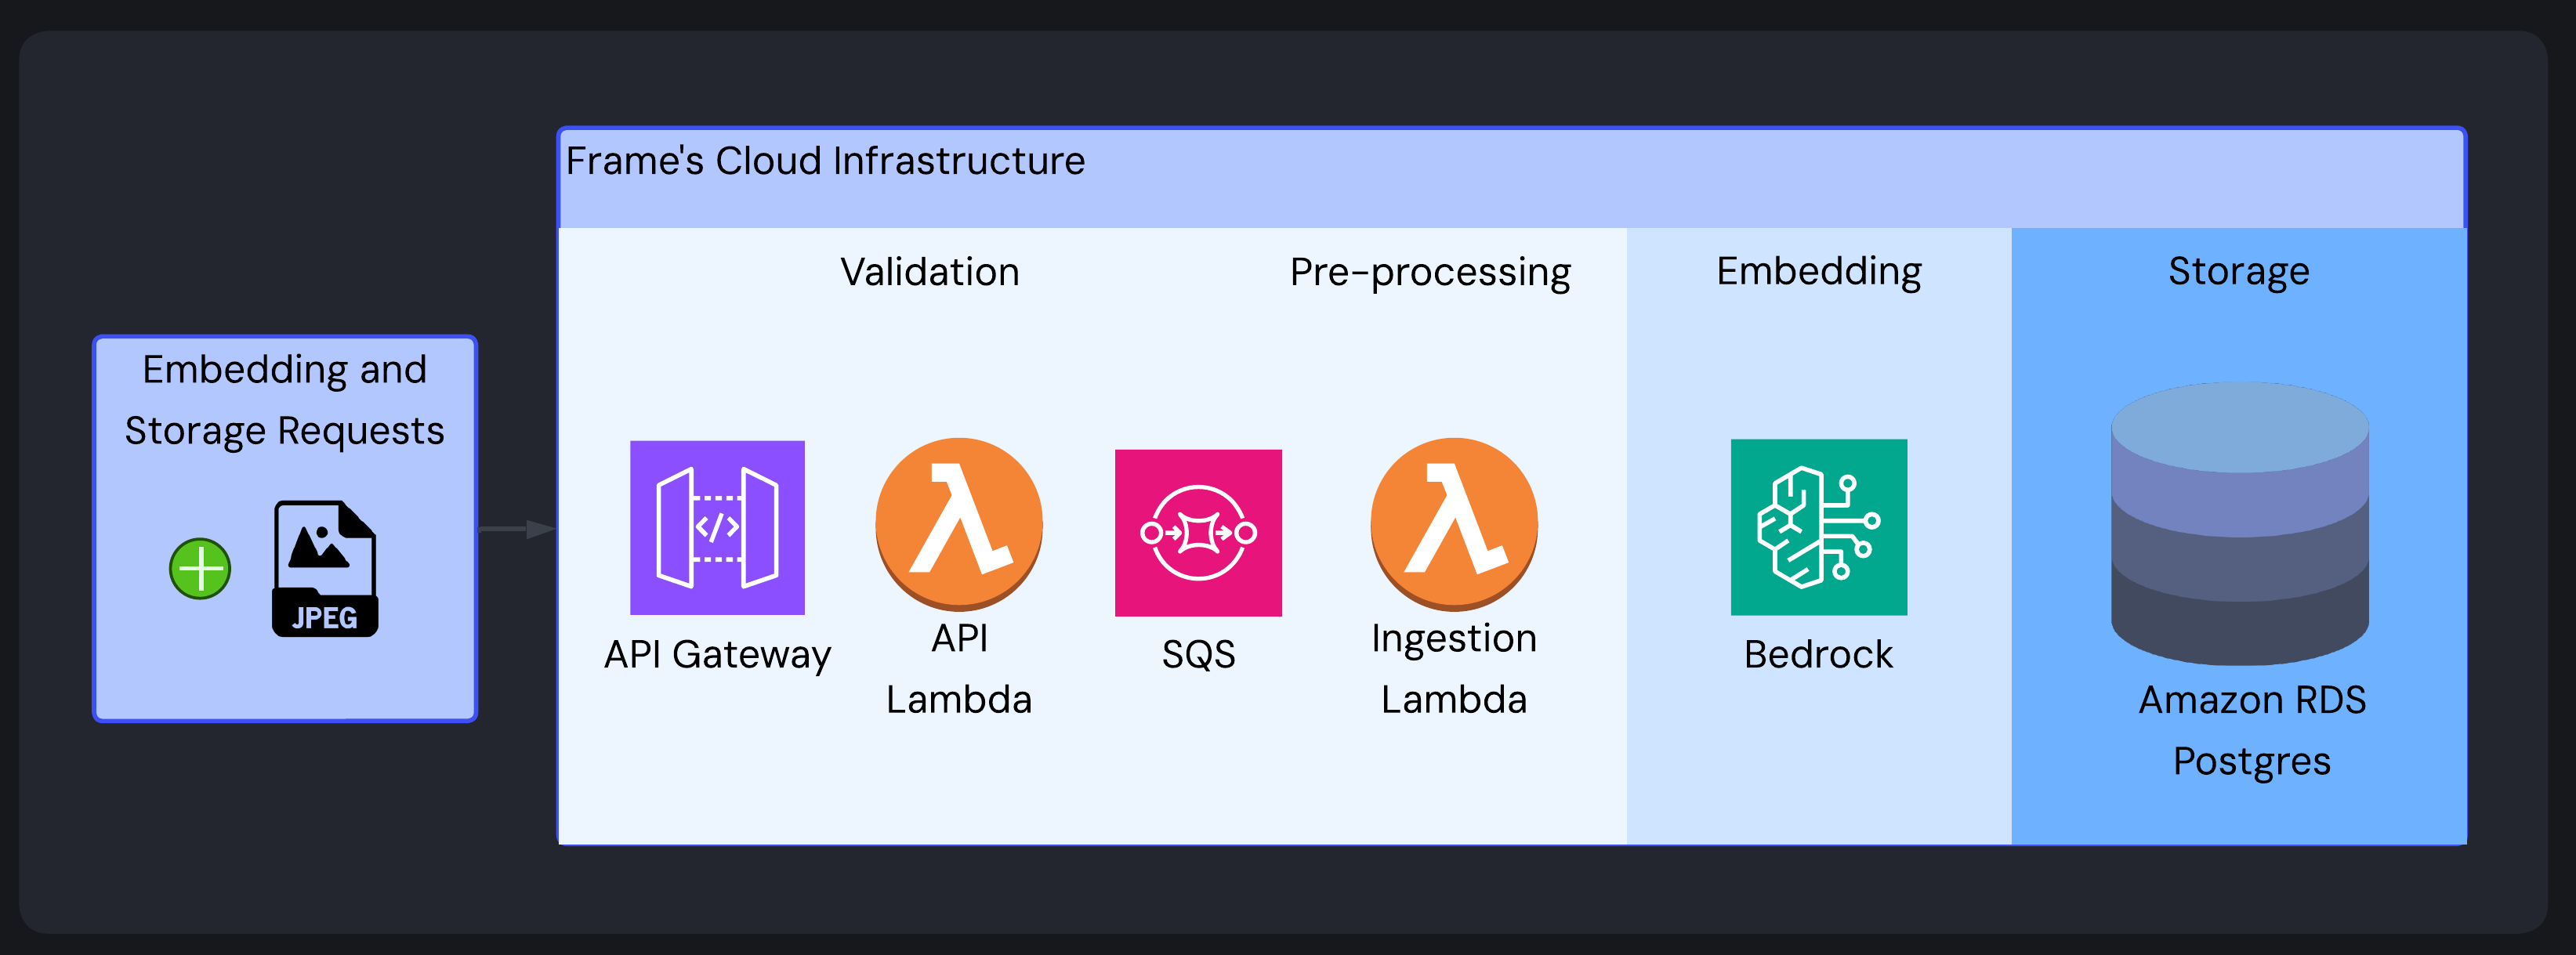 Frame's Cloud Infrastructure
Validation
Pre-processing
Embedding
Storage
Embedding and
Storage Requests
JPEG
</>
API Gateway
API
Lambda
SQS
Ingestion
Lambda
Bedrock
Amazon RDS
Postgres